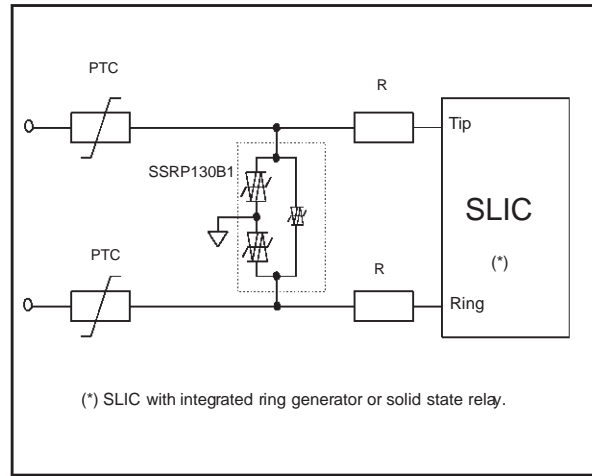 PTC
R
Tip
SSRP130B1
SLIC
(*)
PTC
R
Ring
(*) SLIC with integrated ring generator or solid state relay.